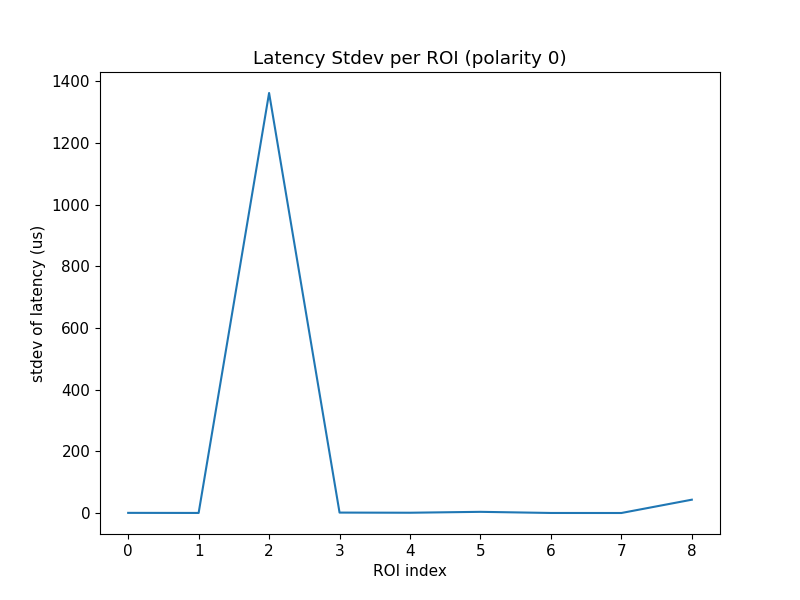 Latency Stdev per ROI (polarity 0)
1400
1200
1000
800
600
400
200
0
stdev of latency (us)
0 1 2 3 4 5 6 7 8
ROI index